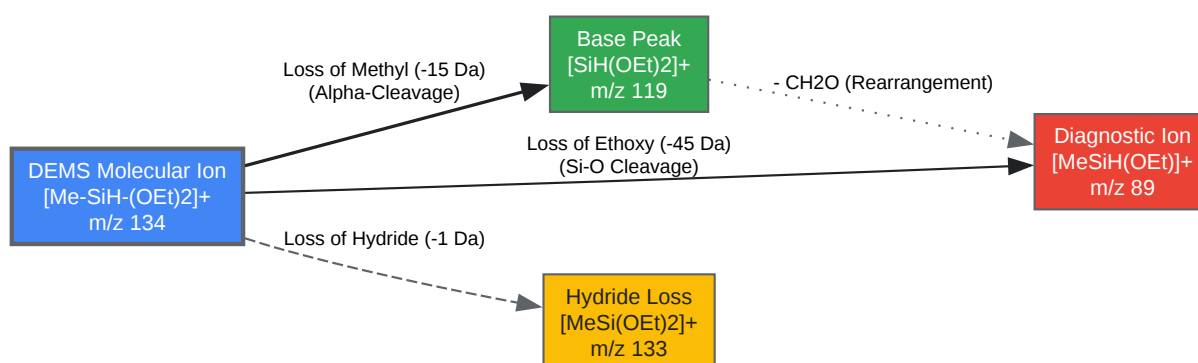 Base Peak
[SiH(OEt)2]+
m/z 119
Loss of Methyl (-15 Da)
(Alpha-Cleavage)
- CH2O (Rearrangement)
Loss of Ethoxy (-45 Da)
(Si-O Cleavage)
Diagnostic Ion
[MeSiH(OEt)]+
m/z 89
DEMS Molecular Ion
[Me-SiH-(OEt)2]+
m/z 134
Loss of Hydride (-1 Da)
Hydride Loss
[MeSi(OEt)2]+
m/z 133